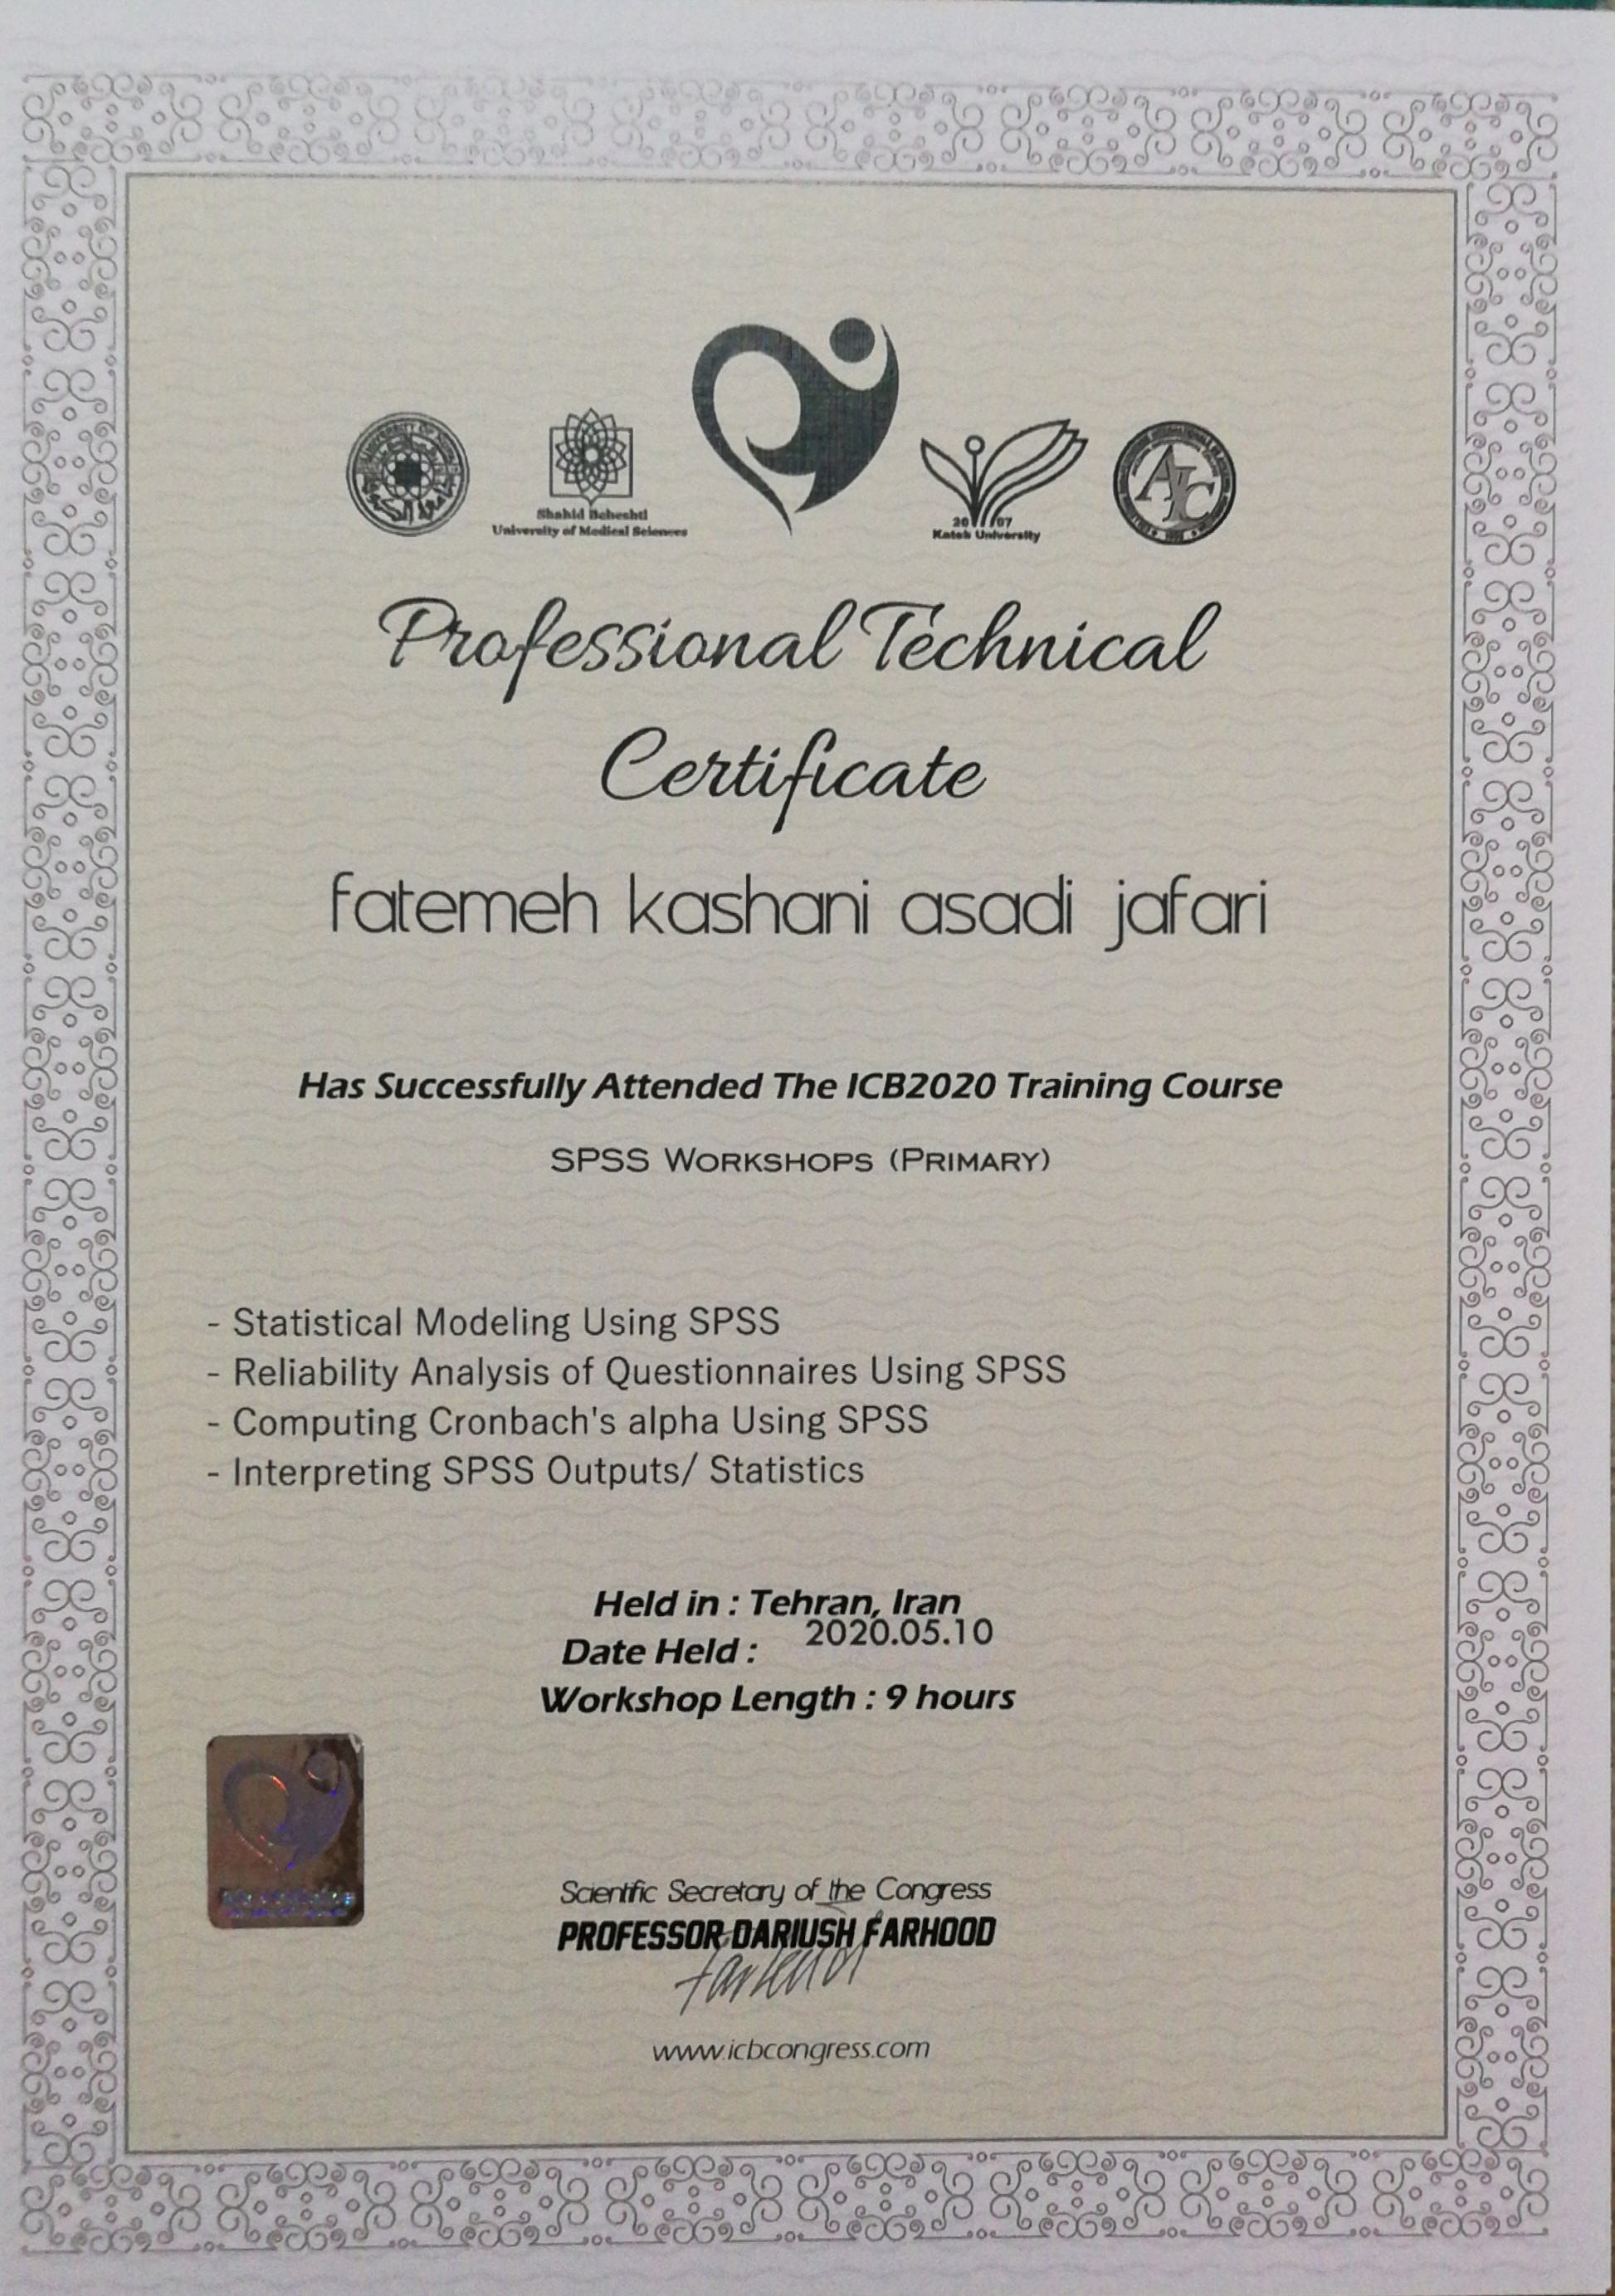 Shahid Beheshti
University of Medical Sciences
20 07
Kateb University
AIC
Professional Technical
Certificate
fatemeh kashani asadi jafari
Has Successfully Attended The ICB2020 Training Course
SPSS Workshops (Primary)
- Statistical Modeling Using SPSS
- Reliability Analysis of Questionnaires Using SPSS
- Computing Cronbach's alpha Using SPSS
- Interpreting SPSS Outputs/ Statistics
Held in : Tehran, Iran
Date Held : 2020.05.10
Workshop Length : 9 hours
Scientific Secretary of the Congress
PROFESSOR DARIUSH FARHOOD
www.icbcongress.com